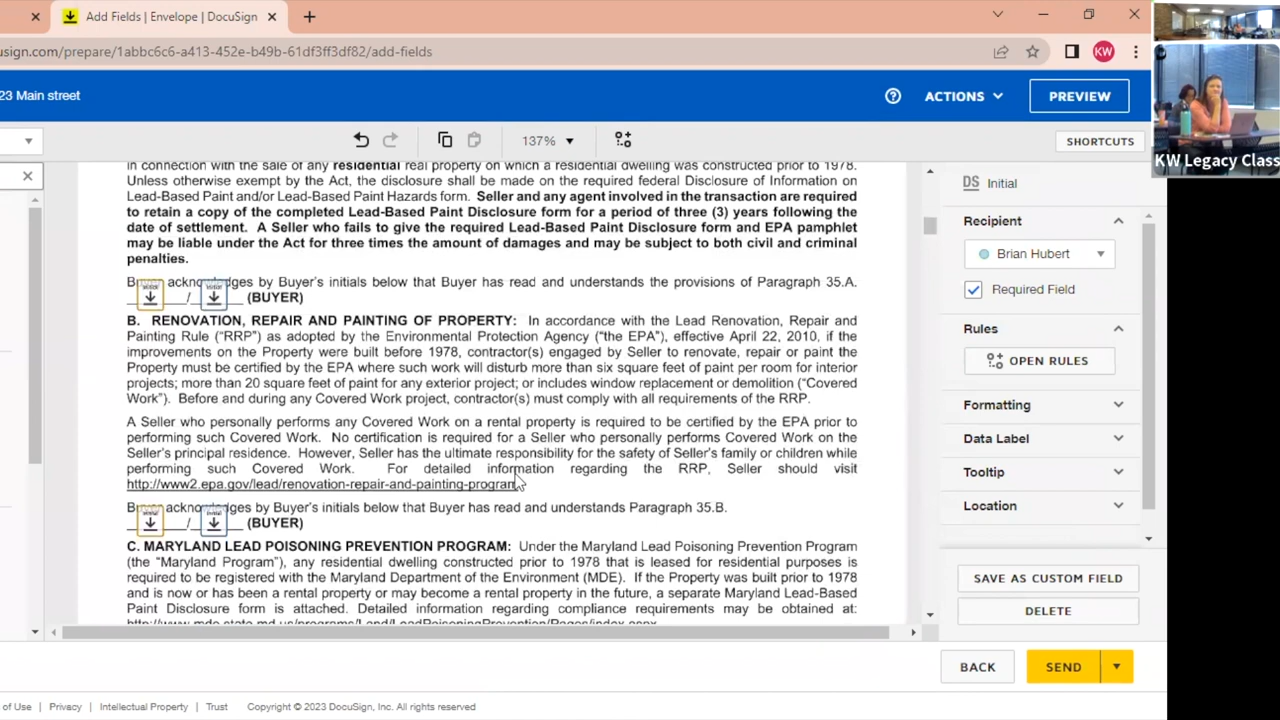 Add Fields | Envelope | DocuSign
sign.com/prepare/1abbc6c6-a413-452e-b49b-61df3ff3df82/add-fields
KW
23 Main street
ACTIONS
PREVIEW
137%
SHORTCUTS
KW Legacy Class
in connection with the sale of any residential real property on which a residential dwelling was constructed prior to 1978.
Unless otherwise exempt by the Act, the disclosure shall be made on the required federal Disclosure of Information on
Lead-Based Paint and/or Lead-Based Paint Hazards form. Seller and any agent involved in the transaction are required
to retain a copy of the completed Lead-Based Paint Disclosure form for a period of three (3) years following the
date of settlement. A Seller who fails to give the required Lead-Based Paint Disclosure form and EPA pamphlet
may be liable under the Act for three times the amount of damages and may be subject to both civil and criminal
penalties.
Buyer acknowledges by Buyer's initials below that Buyer has read and understands the provisions of Paragraph 35.A.
Initial / Initial (BUYER)
B. RENOVATION, REPAIR AND PAINTING OF PROPERTY: In accordance with the Lead Renovation, Repair and
Painting Rule ("RRP") as adopted by the Environmental Protection Agency ("the EPA"), effective April 22, 2010, if the
improvements on the Property were built before 1978, contractor(s) engaged by Seller to renovate, repair or paint the
Property must be certified by the EPA where such work will disturb more than six square feet of paint per room for interior
projects; more than 20 square feet of paint for any exterior project; or includes window replacement or demolition ("Covered
Work"). Before and during any Covered Work project, contractor(s) must comply with all requirements of the RRP.
A Seller who personally performs any Covered Work on a rental property is required to be certified by the EPA prior to
performing such Covered Work. No certification is required for a Seller who personally performs Covered Work on the
Seller's principal residence. However, Seller has the ultimate responsibility for the safety of Seller's family or children while
performing such Covered Work. For detailed information regarding the RRP, Seller should visit
http://www2.epa.gov/lead/renovation-repair-and-painting-program
Buyer acknowledges by Buyer's initials below that Buyer has read and understands Paragraph 35.B.
Initial / Initial (BUYER)
C. MARYLAND LEAD POISONING PREVENTION PROGRAM: Under the Maryland Lead Poisoning Prevention Program
(the "Maryland Program"), any residential dwelling constructed prior to 1978 that is leased for residential purposes is
required to be registered with the Maryland Department of the Environment (MDE). If the Property was built prior to 1978
and is now or has been a rental property or may become a rental property in the future, a separate Maryland Lead-Based
Paint Disclosure form is attached. Detailed information regarding compliance requirements may be obtained at:
http://www.mde.state.md.us/programs/Land/LeadPoisoningPrevention/Pages/index.aspx
DS Initial
Recipient
Brian Hubert
Required Field
Rules
OPEN RULES
Formatting
Data Label
Tooltip
Location
SAVE AS CUSTOM FIELD
DELETE
BACK
SEND
of Use | Privacy | Intellectual Property | Trust Copyright © 2023 DocuSign, Inc. All rights reserved